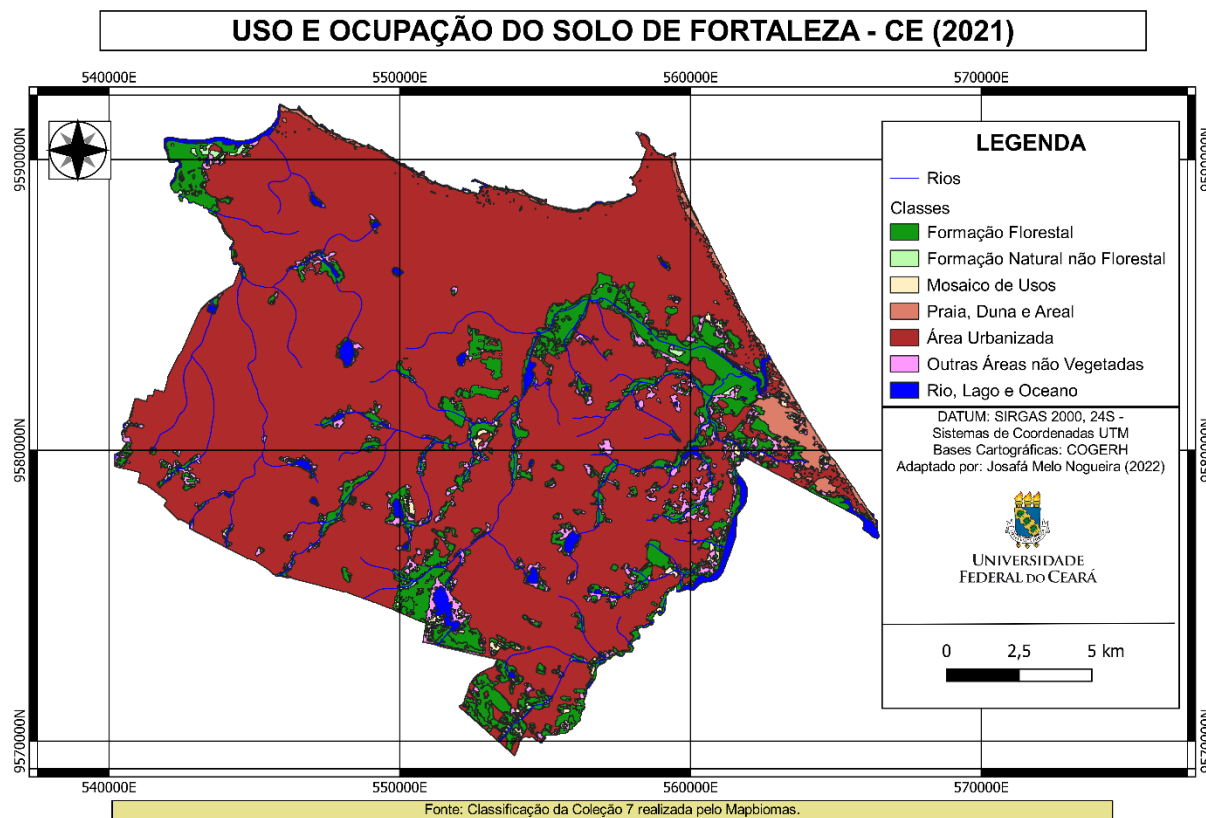 USO E OCUPAÇÃO DO SOLO DE FORTALEZA - CE (2021)
540000E 550000E 560000E 570000E
9590000N 9590000N
9580000N 9580000N
9570000N 9570000N
LEGENDA
Rios
Classes
Formação Florestal
Formação Natural não Florestal
Mosaico de Usos
Praia, Duna e Areal
Área Urbanizada
Outras Áreas não Vegetadas
Rio, Lago e Oceano
DATUM: SIRGAS 2000, 24S -
Sistemas de Coordenadas UTM
Bases Cartográficas: COGERH
Adaptado por: Josafá Melo Nogueira (2022)
UNIVERSIDADE
FEDERAL DO CEARÁ
0 2,5 5 km
540000E 550000E 560000E 570000E
Fonte: Classificação da Coleção 7 realizada pelo Mapbiomas.